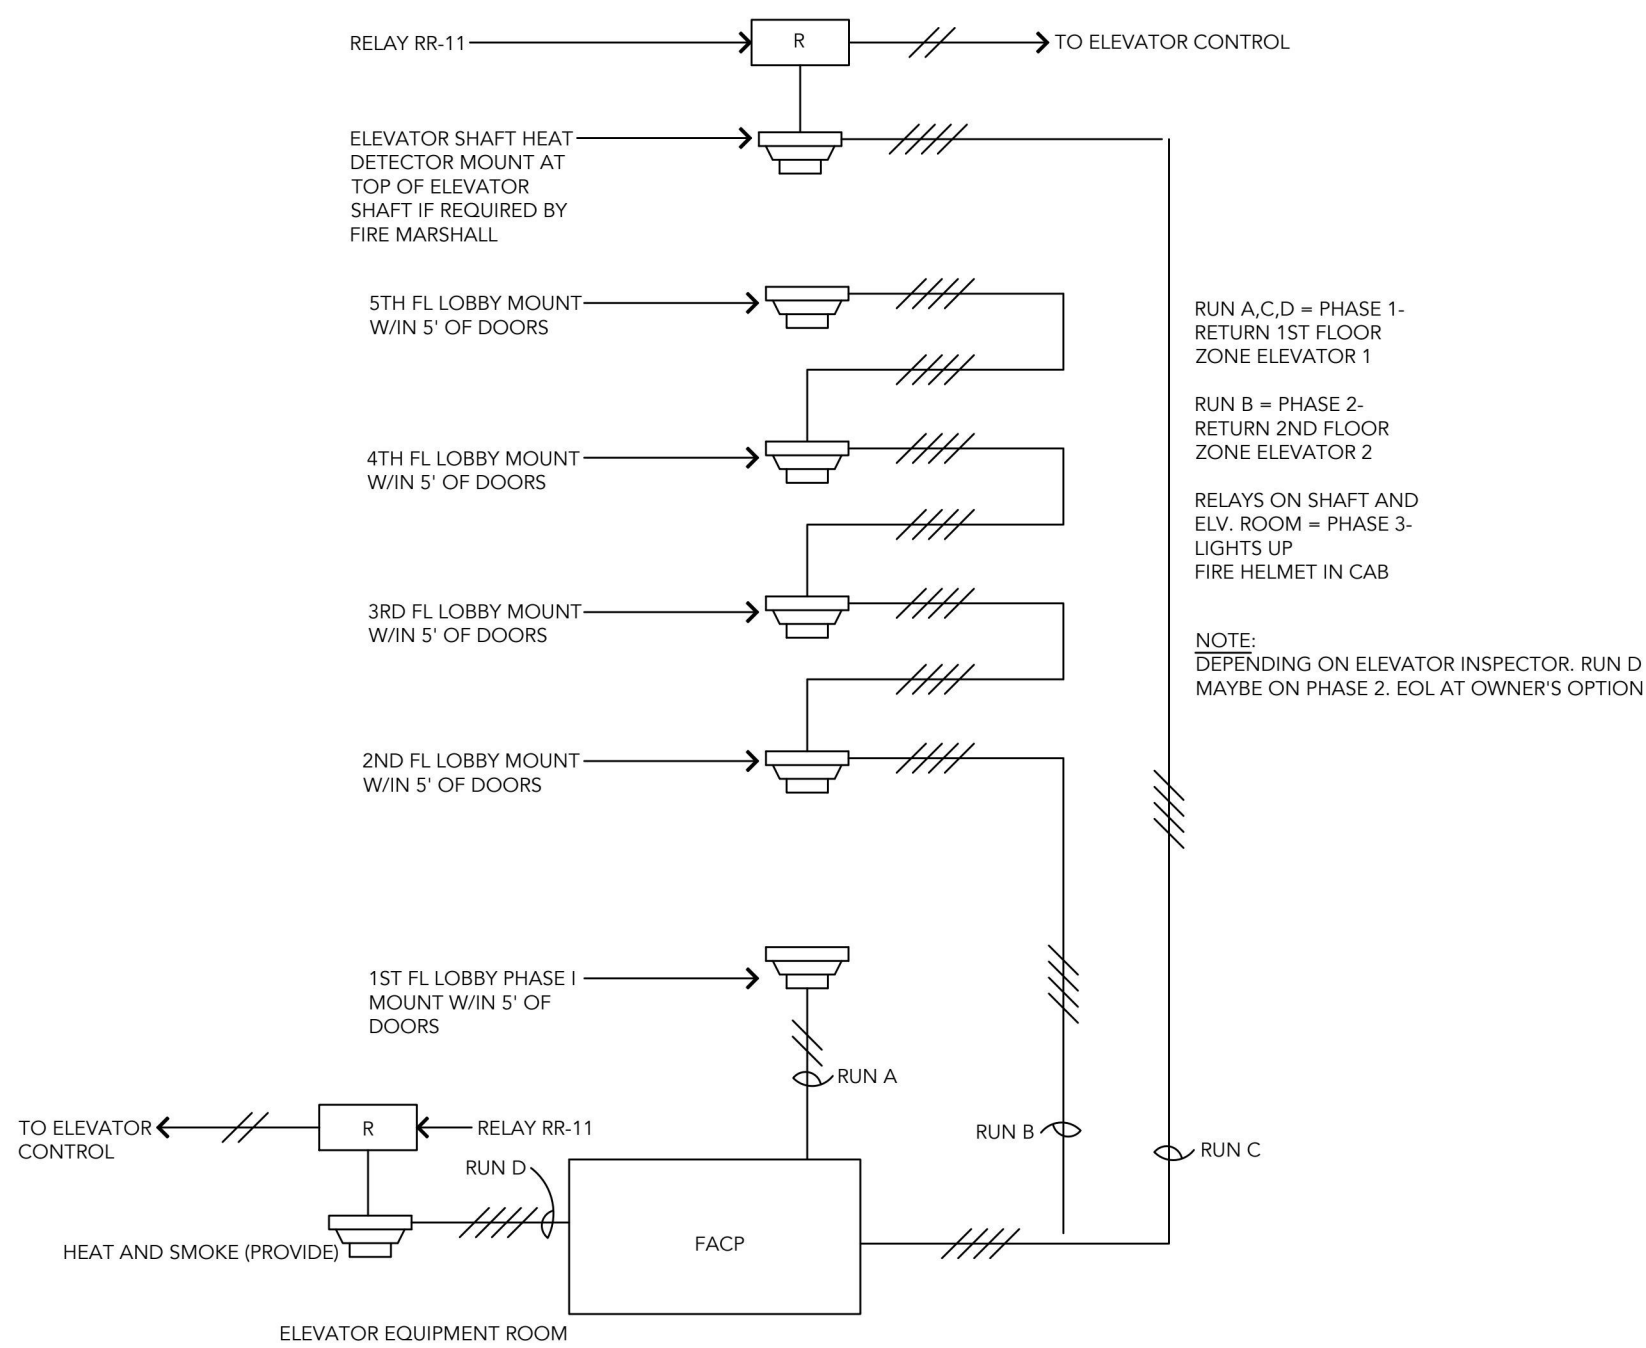 RELAY RR-11
R
TO ELEVATOR CONTROL
ELEVATOR SHAFT HEAT
DETECTOR MOUNT AT
TOP OF ELEVATOR
SHAFT IF REQUIRED BY
FIRE MARSHALL
5TH FL LOBBY MOUNT
W/IN 5' OF DOORS
4TH FL LOBBY MOUNT
W/IN 5' OF DOORS
3RD FL LOBBY MOUNT
W/IN 5' OF DOORS
2ND FL LOBBY MOUNT
W/IN 5' OF DOORS
RUN A,C,D = PHASE 1-
RETURN 1ST FLOOR
ZONE ELEVATOR 1
RUN B = PHASE 2-
RETURN 2ND FLOOR
ZONE ELEVATOR 2
RELAYS ON SHAFT AND
ELV. ROOM = PHASE 3-
LIGHTS UP
FIRE HELMET IN CAB
NOTE:
DEPENDING ON ELEVATOR INSPECTOR. RUN D
MAYBE ON PHASE 2. EOL AT OWNER'S OPTION
1ST FL LOBBY PHASE I
MOUNT W/IN 5' OF
DOORS
RUN A
RUN B
RUN C
TO ELEVATOR
CONTROL
R
RELAY RR-11
RUN D
HEAT AND SMOKE (PROVIDE)
FACP
ELEVATOR EQUIPMENT ROOM